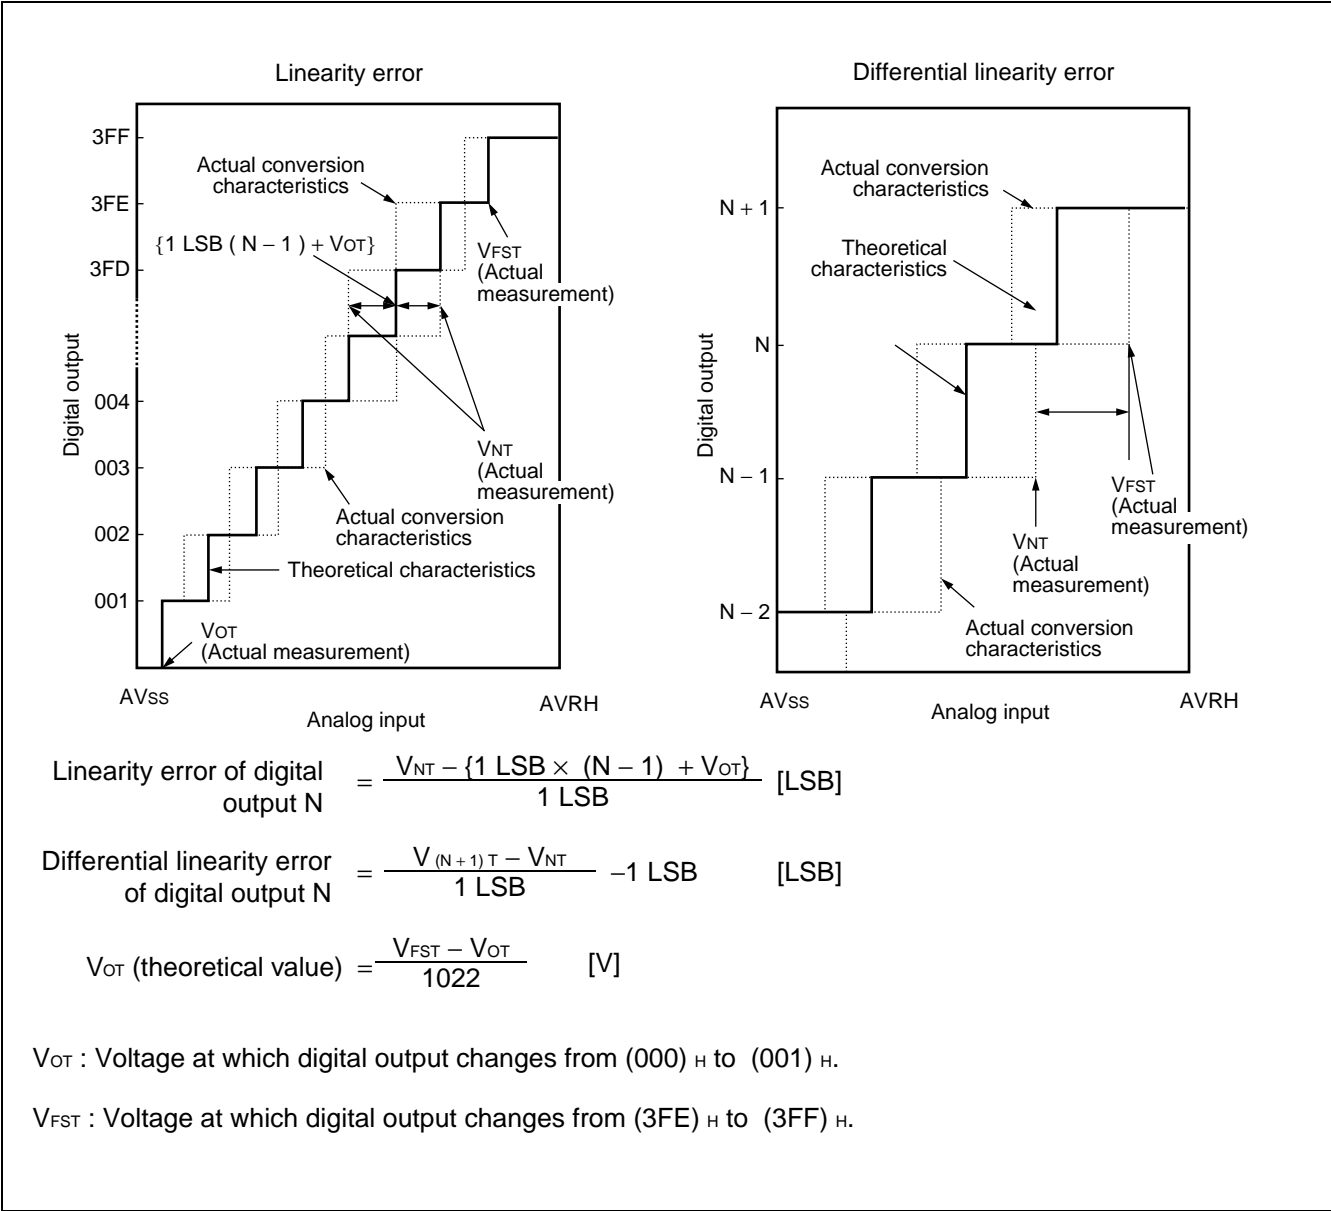 Linearity error
3FF
3FE
3FD
004
003
002
001
Digital output
Actual conversion
characteristics
{1 LSB ( N − 1 ) + VOT}
VFST
(Actual
measurement)
VNT
(Actual
measurement)
Actual conversion
characteristics
Theoretical characteristics
VOT
(Actual measurement)
AVss
Analog input
AVRH
Differential linearity error
N + 1
N
N − 1
N − 2
Digital output
Actual conversion
characteristics
Theoretical
characteristics
VFST
(Actual
measurement)
VNT
(Actual
measurement)
Actual conversion
characteristics
AVss
Analog input
AVRH
Linearity error of digital
output N
= VNT − {1 LSB × (N − 1) + VOT}
1 LSB
[LSB]
Differential linearity error
of digital output N
= V (N + 1) T − VNT
1 LSB
−1 LSB
[LSB]
VOT (theoretical value) = VFST − VOT
1022
[V]
VOT : Voltage at which digital output changes from (000) H to (001) H.
VFST : Voltage at which digital output changes from (3FE) H to (3FF) H.